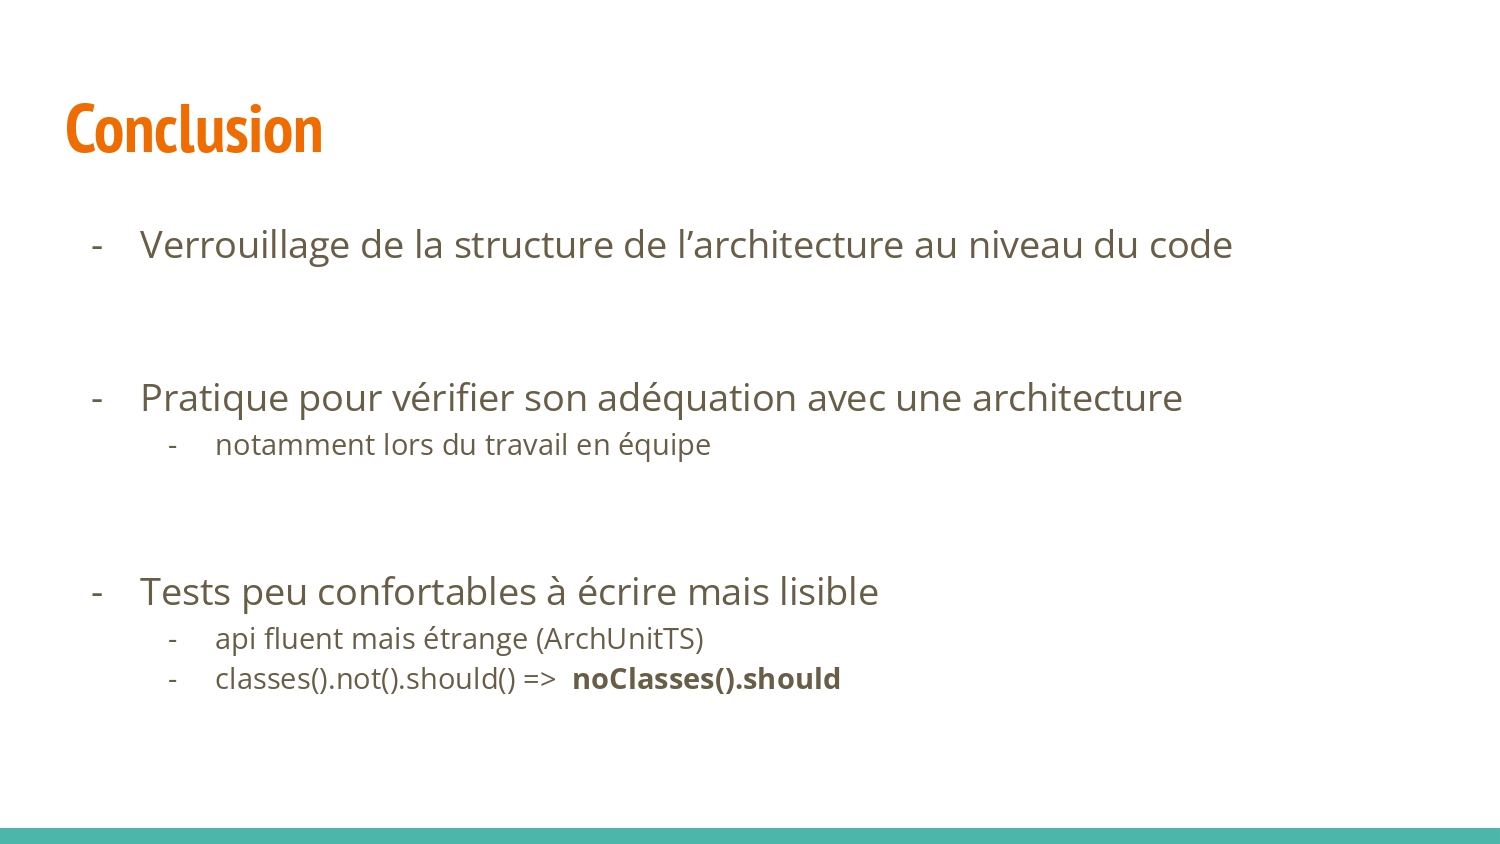 Conclusion
- Verrouillage de la structure de l’architecture au niveau du code
- Pratique pour vérifier son adéquation avec une architecture
- notamment lors du travail en équipe
- Tests peu confortables à écrire mais lisible
- api fluent mais étrange (ArchUnitTS)
- classes().not().should() => noClasses().should